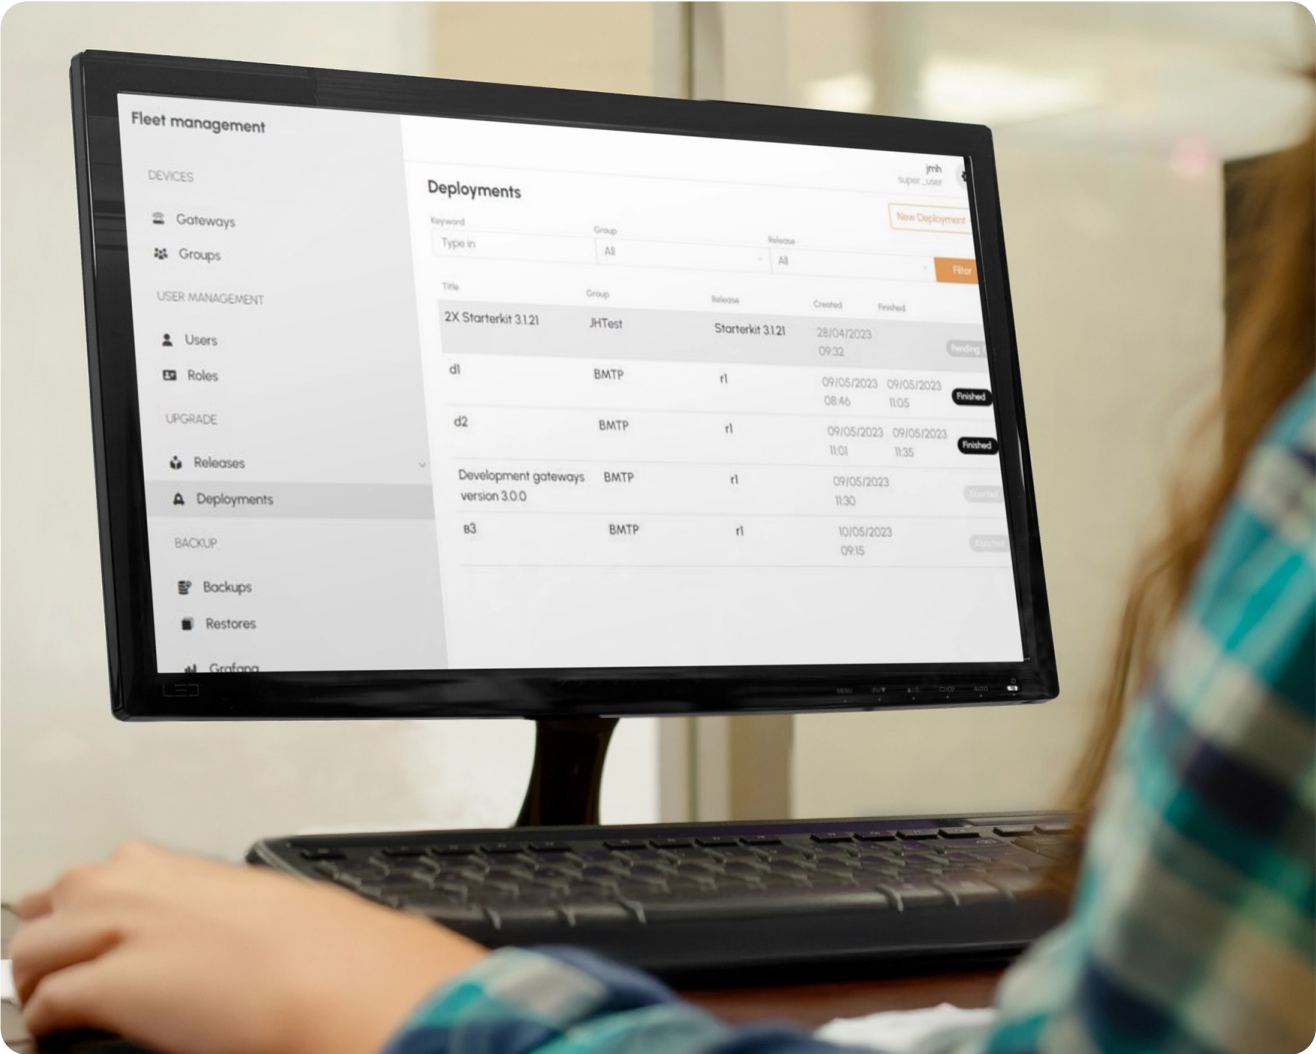 Fleet management
DEVICES
Gateways
Groups
USER MANAGEMENT
Users
Roles
UPGRADE
Releases
Deployments
BACKUP
Backups
Restores
Grafana
jmh
super_user
Deployments
New Deployment
Keyword
Group
Release
Type in
All
All
Filter
Title
Group
Release
Created
Finished
2X Starterkit 3.1.21
JHTest
Starterkit 3.1.21
28/04/2023
09:32
Pending
d1
BMTP
r1
09/05/2023
08:46
09/05/2023
11:05
Finished
d2
BMTP
r1
09/05/2023
11:01
09/05/2023
11:35
Finished
Development gateways
version 3.0.0
BMTP
r1
09/05/2023
11:30
B3
BMTP
r1
10/05/2023
09:15
MENU
AUTO